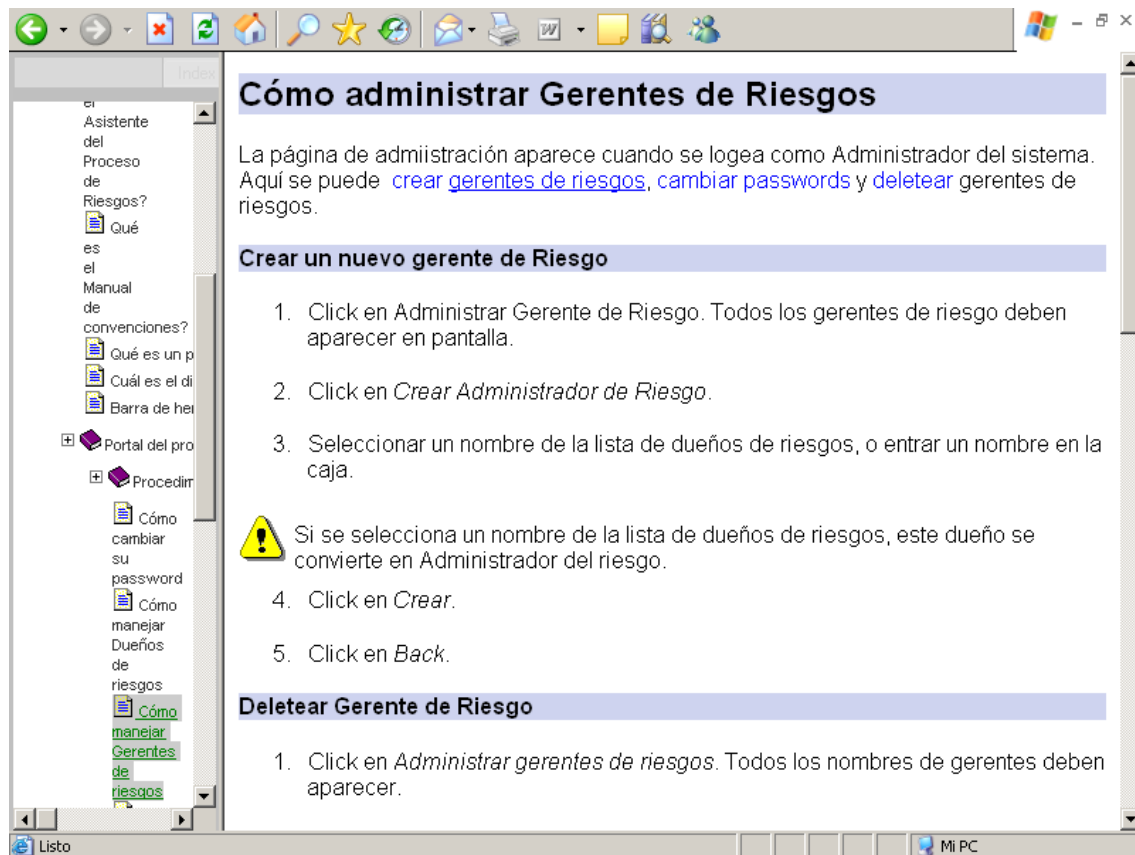 Index
el
Asistente
del
Proceso
de
Riesgos?
Qué
es
el
Manual
de
convenciones?
Qué es un p
Cuál es el di
Barra de her
Portal del pro
Procedim
Cómo
cambiar
su
password
Cómo
manejar
Dueños
de
riesgos
Cómo
manejar
Gerentes
de
riesgos
Cómo administrar Gerentes de Riesgos
La página de admiistración aparece cuando se logea como Administrador del sistema.
Aquí se puede crear gerentes de riesgos, cambiar passwords y deletear gerentes de
riesgos.
Crear un nuevo gerente de Riesgo
1. Click en Administrar Gerente de Riesgo. Todos los gerentes de riesgo deben
aparecer en pantalla.
2. Click en Crear Administrador de Riesgo.
3. Seleccionar un nombre de la lista de dueños de riesgos, o entrar un nombre en la
caja.
Si se selecciona un nombre de la lista de dueños de riesgos, este dueño se
convierte en Administrador del riesgo.
4. Click en Crear.
5. Click en Back.
Deletear Gerente de Riesgo
1. Click en Administrar gerentes de riesgos. Todos los nombres de gerentes deben
aparecer.
Listo
Mi PC